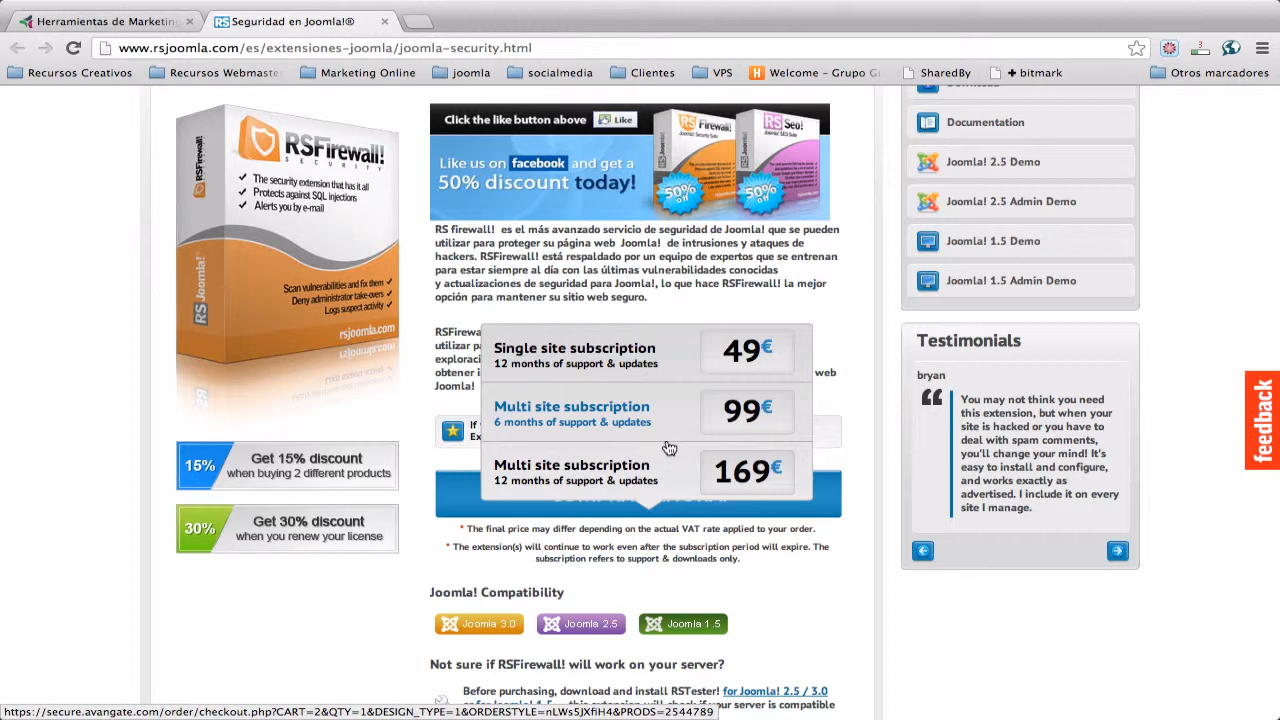 Herramientas de Marketing
Seguridad en Joomla!®
www.rsjoomla.com/es/extensiones-joomla/joomla-security.html
Recursos Creativos
Recursos Webmaste
Marketing Online
joomla
socialmedia
Clientes
VPS
Welcome – Grupo G
SharedBy
+ bitmark
Otros marcadores
RSFirewall!
SECURITY
The security extension that has it all
Protects against SQL injections
Alerts you by e-mail
Scan vulnerabilities and fix them
Deny administrator take-overs
Logs suspect activity
rsjoomla.com
RSJoomla!
15%
Get 15% discount
when buying 2 different products
30%
Get 30% discount
when you renew your license
Click the like button above
Like
Like us on facebook and get a
50% discount today!
RSFirewall!
RSSeo!
50% OFF
50% OFF
RS firewall! es el más avanzado servicio de seguridad de Joomla! que se pueden
utilizar para proteger su página web Joomla! de intrusiones y ataques de
hackers. RSFirewall! está respaldado por un equipo de expertos que se entrenan
para estar siempre al día con las últimas vulnerabilidades conocidas
y actualizaciones de seguridad para Joomla!, lo que hace RSFirewall! la mejor
opción para mantener su sitio web seguro.
RSFirewa
utilizar p
exploraci
obtener i
web
Joomla!
If
Ex
Single site subscription
12 months of support & updates
49€
Multi site subscription
6 months of support & updates
99€
Multi site subscription
12 months of support & updates
169€
* The final price may differ depending on the actual VAT rate applied to your order.
* The extension(s) will continue to work even after the subscription period will expire. The
subscription refers to support & downloads only.
Joomla! Compatibility
Joomla 3.0
Joomla 2.5
Joomla 1.5
Not sure if RSFirewall! will work on your server?
Before purchasing, download and install RSTester! for Joomla! 2.5 / 3.0
Documentation
Joomla! 2.5 Demo
Joomla! 2.5 Admin Demo
Joomla! 1.5 Demo
Joomla! 1.5 Admin Demo
Testimonials
bryan
You may not think you need
this extension, but when your
site is hacked or you have to
deal with spam comments,
you'll change your mind! It's
easy to install and configure,
and works exactly as
advertised. I include it on every
site I manage.
feedback
https://secure.avangate.com/order/checkout.php?CART=2&QTY=1&DESIGN_TYPE=1&ORDERSTYLE=nLWs5JXfiH4&PRODS=2544789